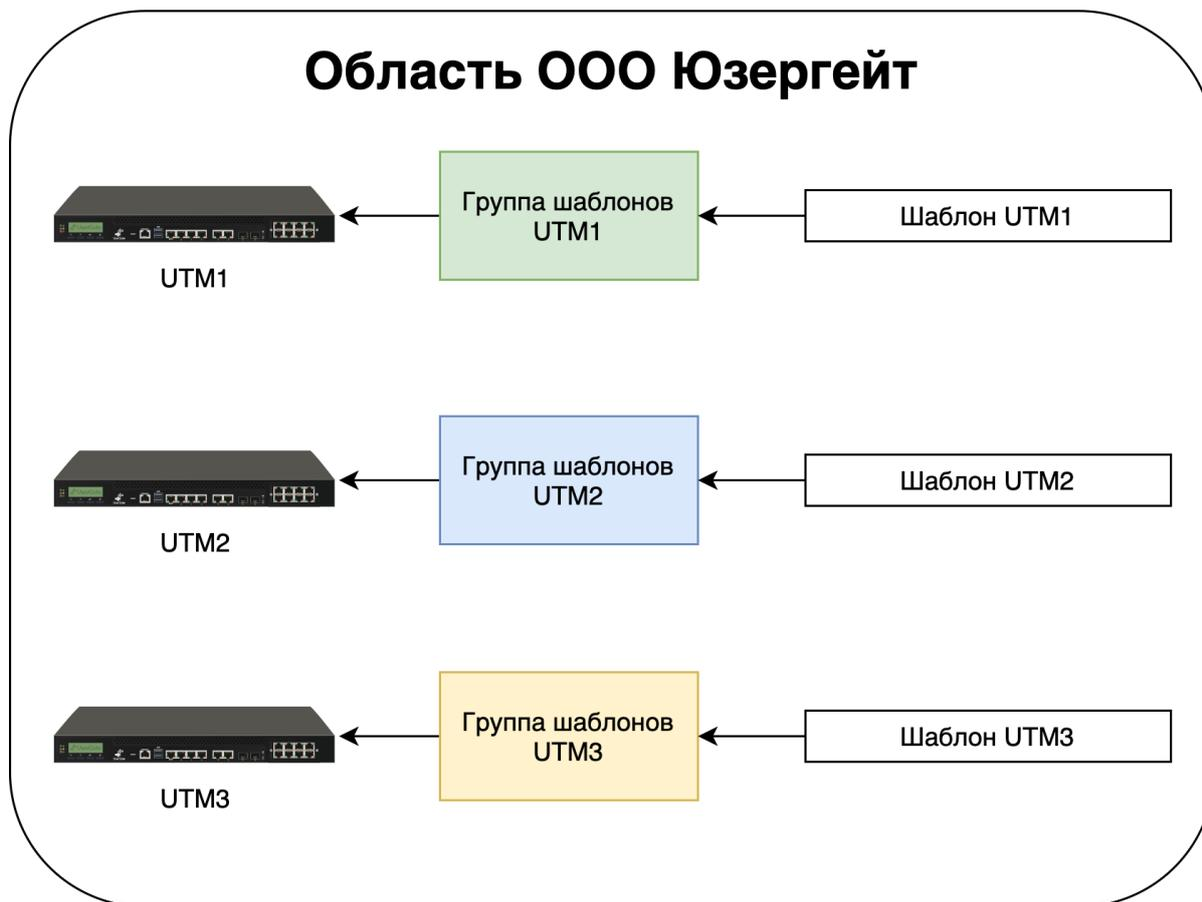 Область ООО Юзергейт
Группа шаблонов
UTM1
Шаблон UTM1
UTM1
Группа шаблонов
UTM2
Шаблон UTM2
UTM2
Группа шаблонов
UTM3
Шаблон UTM3
UTM3